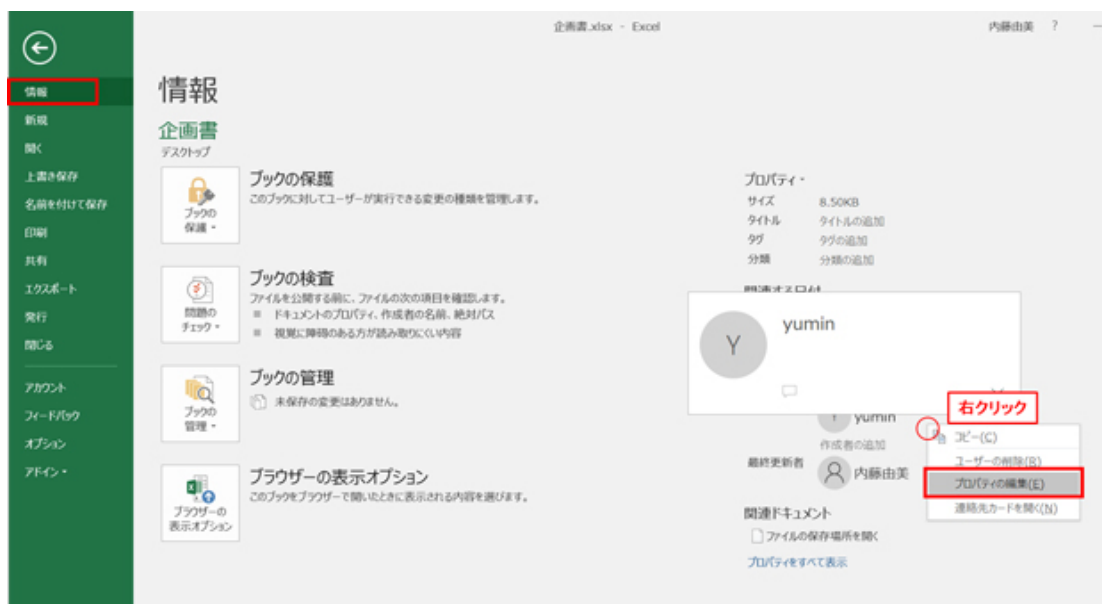 企画書.xlsx - Excel
内藤由美 ?
情報
新規
開く
上書き保存
名前を付けて保存
印刷
共有
エクスポート
発行
閉じる
アカウント
フィードバック
オプション
アドイン
情報
企画書
デスクトップ
ブックの保護
ブックの保護
このブックに対してユーザーが実行できる変更の種類を管理します。
問題のチェック
ブックの検査
ファイルを公開する前に、ファイルの次の項目を確認します。
ドキュメントのプロパティ、作成者の名前、絶対パス
視覚に障碍のある方が読み取りにくい内容
ブックの管理
ブックの管理
未保存の変更はありません。
ブラウザーの表示オプション
ブラウザーの表示オプション
このブックをブラウザーで開いたときに表示される内容を選びます。
プロパティ
サイズ 8.50KB
タイトル タイトルの追加
タグ タグの追加
分類 分類の追加
関連する日付
Y yumin
右クリック
yumin
作成者の追加
最終更新者 内藤由美
コピー(C)
ユーザーの削除(R)
プロパティの編集(E)
連絡先カードを開く(N)
関連ドキュメント
ファイルの保存場所を開く
プロパティをすべて表示